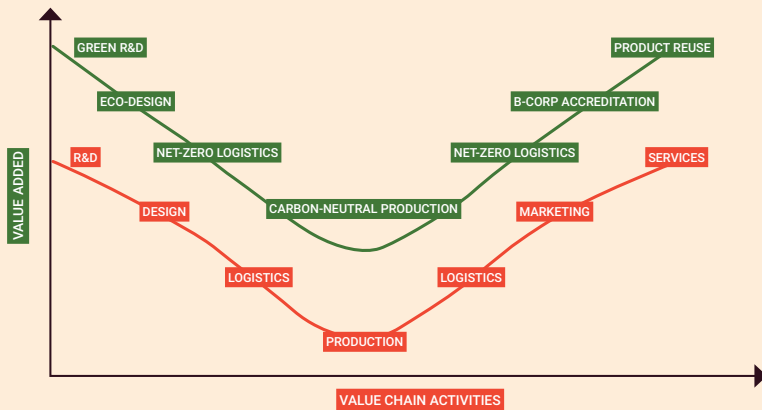 GREEN R&D
PRODUCT REUSE
ECO-DESIGN
B-CORP ACCREDITATION
NET-ZERO LOGISTICS
NET-ZERO LOGISTICS
R&D
SERVICES
VALUE ADDED
CARBON-NEUTRAL PRODUCTION
DESIGN
MARKETING
LOGISTICS
LOGISTICS
PRODUCTION
VALUE CHAIN ACTIVITIES